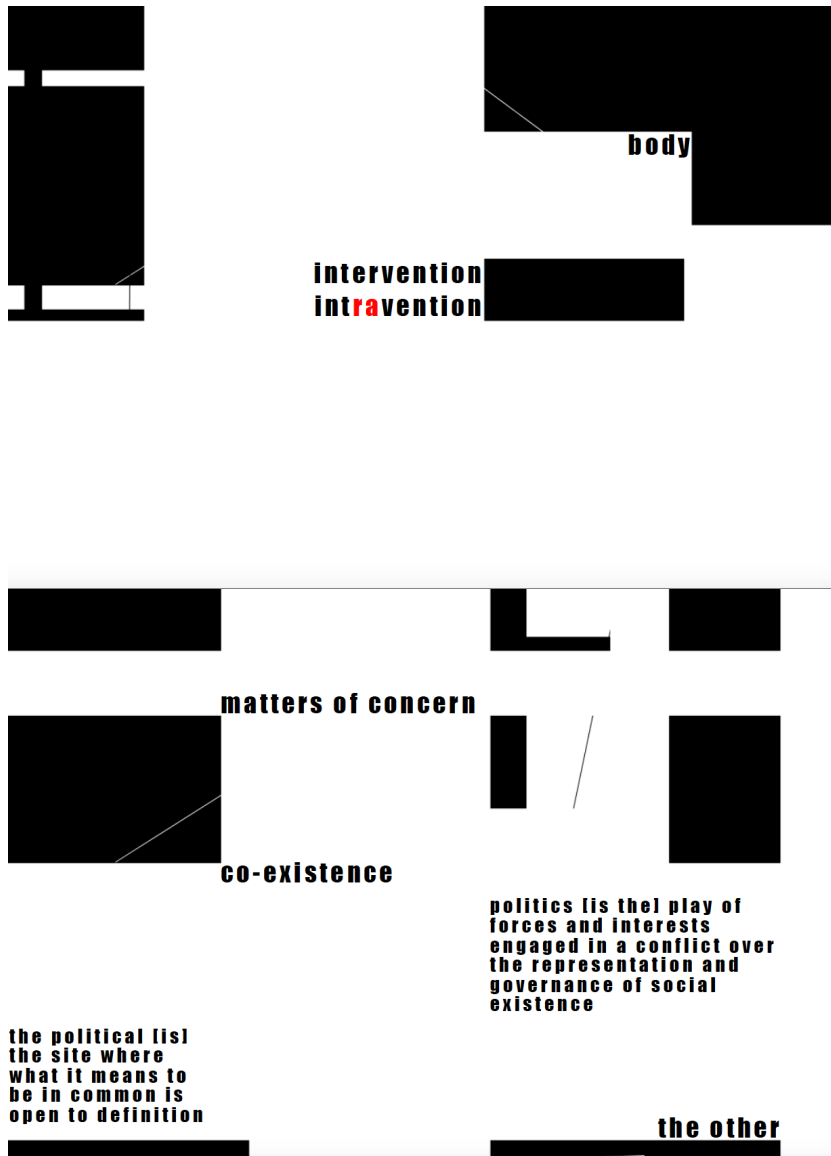 body
intervention
intravention
matters of concern
co-existence
politics [is the] play of
forces and interests
engaged in a conflict over
the representation and
governance of social
existence
the political [is]
the site where
what it means to
be in common is
open to definition
the other